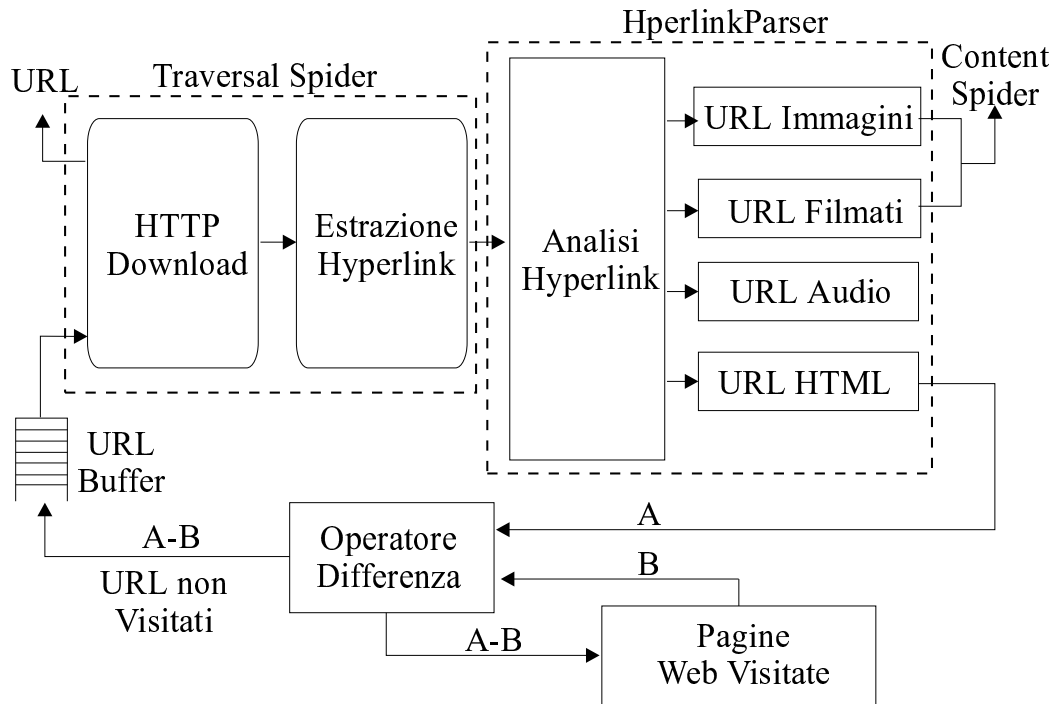 HperlinkParser
Content
Spider
URL
Traversal Spider
URL Immagini
HTTP
Download
Estrazione
Hyperlink
Analisi
Hyperlink
URL Filmati
URL Audio
URL HTML
URL
Buffer
A
A-B
Operatore
Differenza
B
URL non
Visitati
A-B
Pagine
Web Visitate